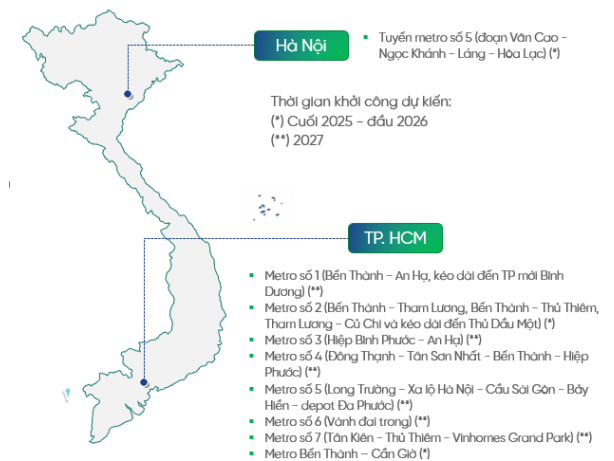 Hà Nội
Tuyến metro số 5 (đoạn Văn Cao –
Ngọc Khánh – Láng – Hòa Lạc) (*)
Thời gian khởi công dự kiến:
(*) Cuối 2025 – đầu 2026
(**) 2027
TP. HCM
Metro số 1 (Bến Thành – An Hạ, kéo dài đến TP mới Bình
Dương) (**)
Metro số 2 (Bến Thành – Tham Lương, Bến Thành – Thủ Thiêm,
Tham Lương – Củ Chi và kéo dài đến Thủ Dầu Một) (*)
Metro số 3 (Hiệp Bình Phước – An Hạ) (**)
Metro số 4 (Đông Thạnh – Tân Sơn Nhất – Bến Thành – Hiệp
Phước) (**)
Metro số 5 (Long Trường – Xa lộ Hà Nội – Cầu Sài Gòn – Bảy
Hiền – depot Đa Phước) (**)
Metro số 6 (Vành đai trong) (**)
Metro số 7 (Tân Kiên – Thủ Thiêm – Vinhomes Grand Park) (**)
Metro Bến Thành – Cần Giờ (*)